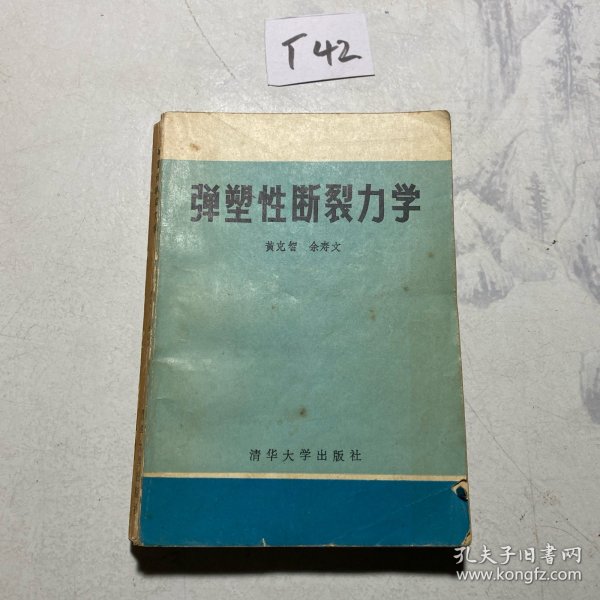 T 42
弹塑性断裂力学
黄克智 余寿文
清华大学出版社
孔夫子旧书网
www.kongfz.com